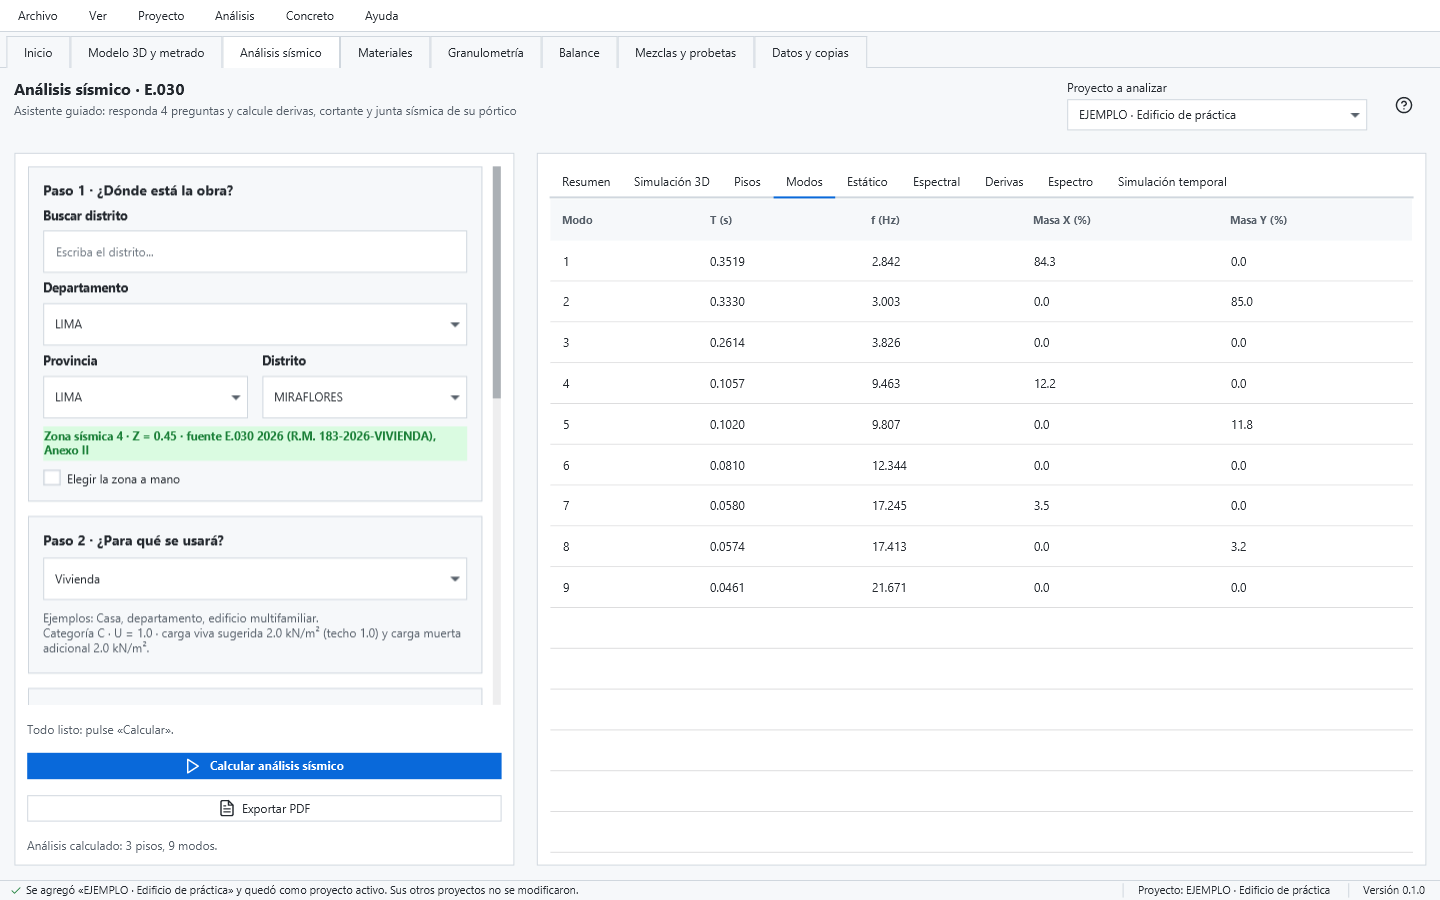 Archivo Ver Proyecto Análisis Concreto Ayuda
Inicio Modelo 3D y metrado Análisis sísmico Materiales Granulometría Balance Mezclas y probetas Datos y copias
Análisis sísmico · E.030
Asistente guiado: responda 4 preguntas y calcule derivas, cortante y junta sísmica de su pórtico
Proyecto a analizar
EJEMPLO · Edificio de práctica
Paso 1 · ¿Dónde está la obra?
Buscar distrito
Escriba el distrito...
Departamento
LIMA
Provincia Distrito
LIMA MIRAFLORES
Zona sísmica 4 · Z = 0.45 · fuente E.030 2026 (R.M. 183-2026-VIVIENDA),
Anexo II
Elegir la zona a mano
Paso 2 · ¿Para qué se usará?
Vivienda
Ejemplos: Casa, departamento, edificio multifamiliar.
Categoría C · U = 1.0 · carga viva sugerida 2.0 kN/m² (techo 1.0) y carga muerta
adicional 2.0 kN/m².
Todo listo: pulse «Calcular».
Calcular análisis sísmico
Exportar PDF
Análisis calculado: 3 pisos, 9 modos.
Resumen Simulación 3D Pisos Modos Estático Espectral Derivas Espectro Simulación temporal
Modo T (s) f (Hz) Masa X (%) Masa Y (%)
1 0.3519 2.842 84.3 0.0
2 0.3330 3.003 0.0 85.0
3 0.2614 3.826 0.0 0.0
4 0.1057 9.463 12.2 0.0
5 0.1020 9.807 0.0 11.8
6 0.0810 12.344 0.0 0.0
7 0.0580 17.245 3.5 0.0
8 0.0574 17.413 0.0 3.2
9 0.0461 21.671 0.0 0.0
Se agregó «EJEMPLO · Edificio de práctica» y quedó como proyecto activo. Sus otros proyectos no se modificaron.
Proyecto: EJEMPLO · Edificio de práctica
Versión 0.1.0